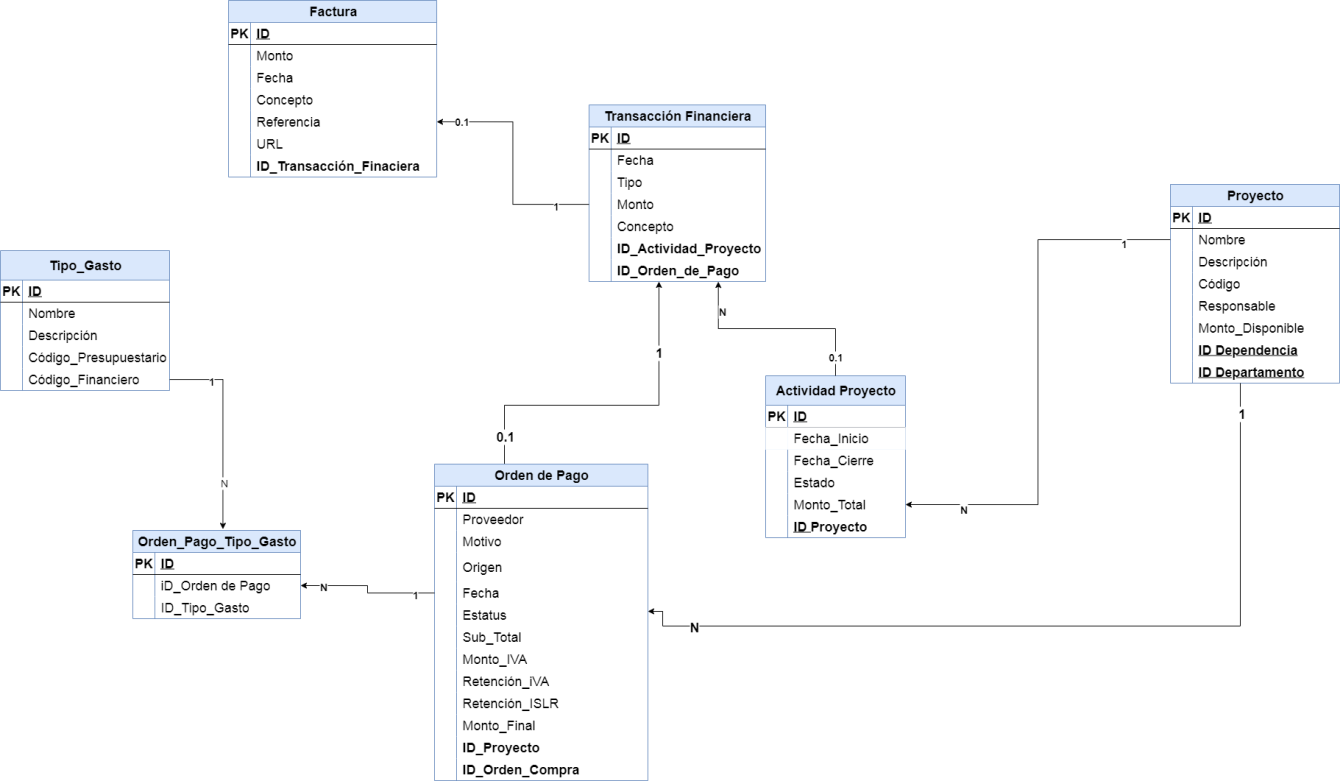 Factura
PK ID
Monto
Fecha
Concepto
Referencia
URL
ID_Transacción_Finaciera
0.1
1
Transacción Financiera
PK ID
Fecha
Tipo
Monto
Concepto
ID_Actividad_Proyecto
ID_Orden_de_Pago
Proyecto
PK ID
Nombre
Descripción
Código
Responsable
Monto_Disponible
ID Dependencia
ID Departamento
1
N
1
N
Tipo_Gasto
PK ID
Nombre
Descripción
Código_Presupuestario
Código_Financiero
1
N
1
0.1
N
0.1
Actividad Proyecto
PK ID
Fecha_Inicio
Fecha_Cierre
Estado
Monto_Total
ID_Proyecto
Orden_Pago_Tipo_Gasto
PK ID
iD_Orden de Pago
ID_Tipo_Gasto
N
1
Orden de Pago
PK ID
Proveedor
Motivo
Origen
Fecha
Estatus
Sub_Total
Monto_IVA
Retención_iVA
Retención_ISLR
Monto_Final
ID_Proyecto
ID_Orden_Compra